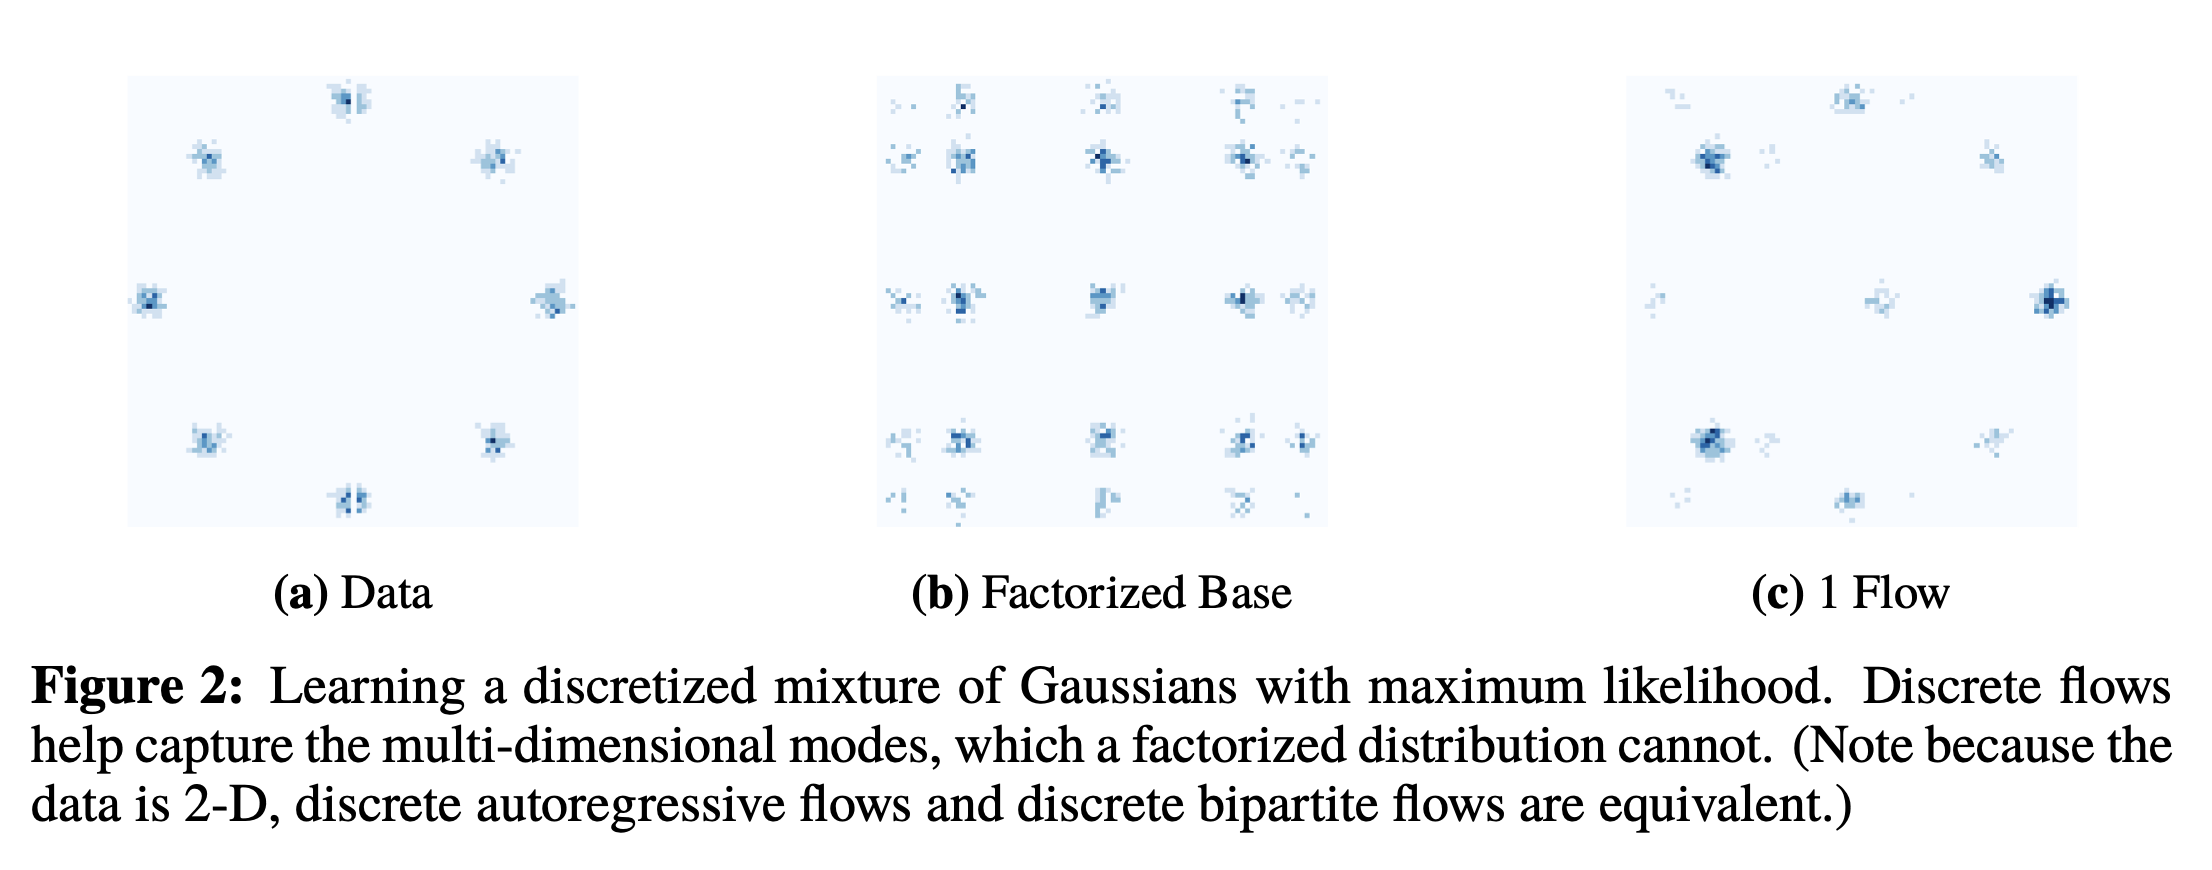 (a) Data
(b) Factorized Base
(c) 1 Flow
Figure 2: Learning a discretized mixture of Gaussians with maximum likelihood. Discrete flows
help capture the multi-dimensional modes, which a factorized distribution cannot. (Note because the
data is 2-D, discrete autoregressive flows and discrete bipartite flows are equivalent.)